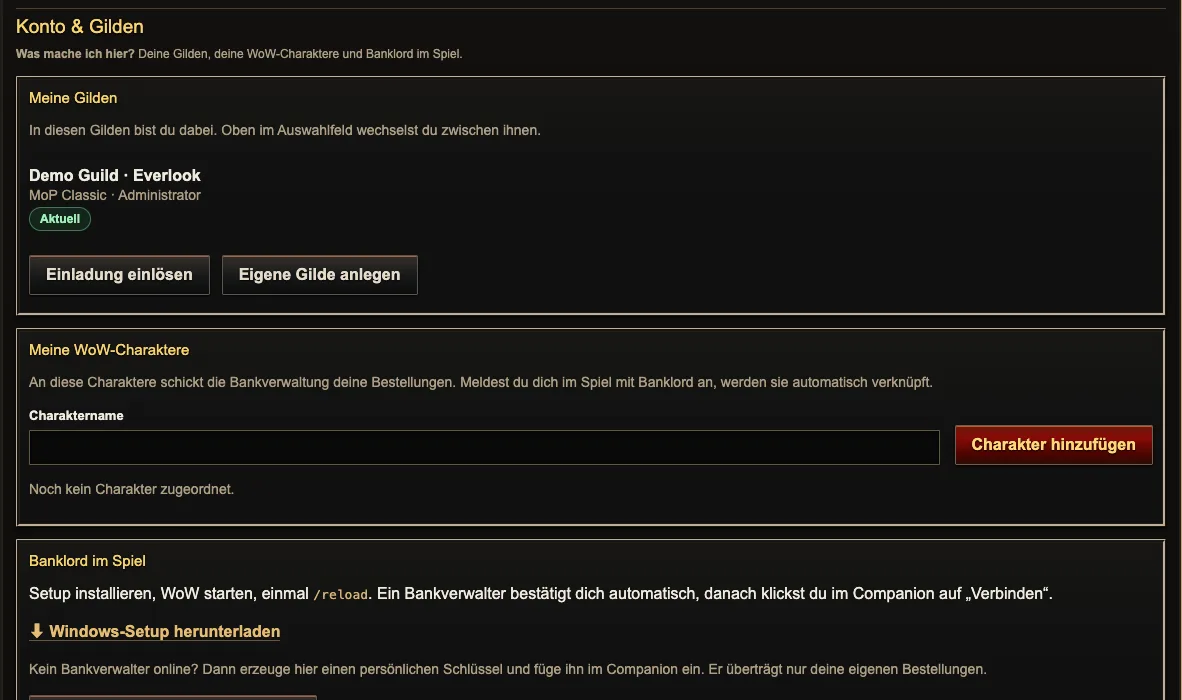 Konto & Gilden
Was mache ich hier? Deine Gilden, deine WoW-Charaktere und Banklord im Spiel.
Meine Gilden
In diesen Gilden bist du dabei. Oben im Auswahlfeld wechselst du zwischen ihnen.
Demo Guild · Everlook
MoP Classic · Administrator
Aktuell
Einladung einlösen
Eigene Gilde anlegen
Meine WoW-Charaktere
An diese Charaktere schickt die Bankverwaltung deine Bestellungen. Meldest du dich im Spiel mit Banklord an, werden sie automatisch verknüpft.
Charaktername
Charakter hinzufügen
Noch kein Charakter zugeordnet.
Banklord im Spiel
Setup installieren, WoW starten, einmal /reload. Ein Bankverwalter bestätigt dich automatisch, danach klickst du im Companion auf „Verbinden“.
⬇ Windows-Setup herunterladen
Kein Bankverwalter online? Dann erzeuge hier einen persönlichen Schlüssel und füge ihn im Companion ein. Er überträgt nur deine eigenen Bestellungen.